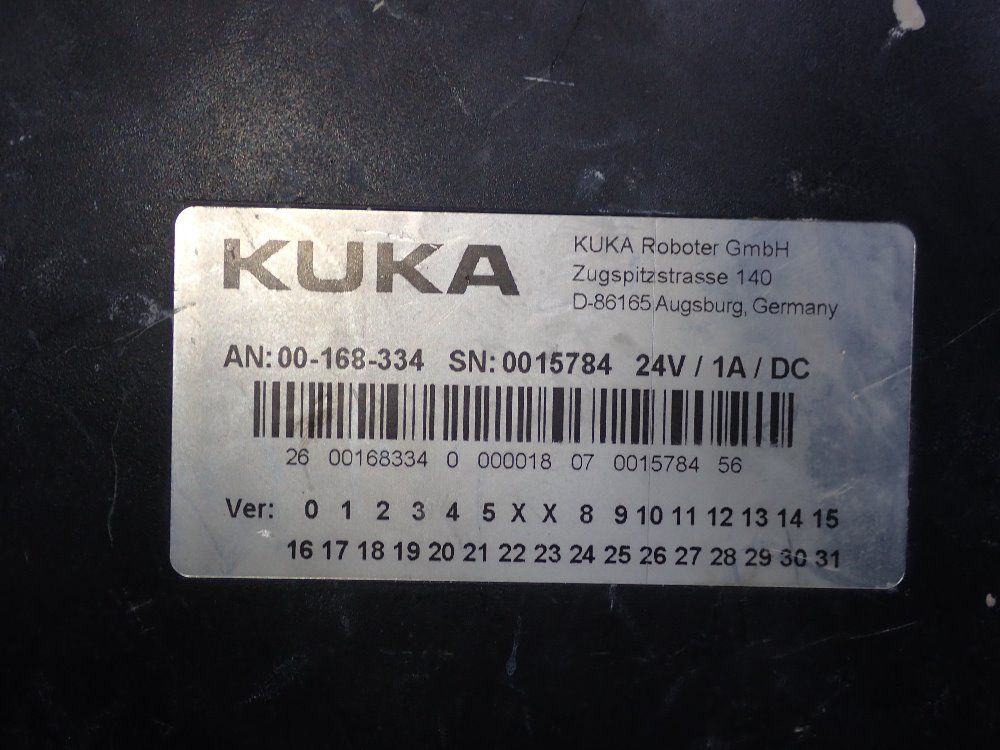 KUKA
KUKA Roboter GmbH
Zugspitzstrasse 140
D-86165 Augsburg, Germany
AN: 00-168-334 SN: 0015784 24V / 1A / DC
26 00168334 0 000018 07 0015784 56
Ver: 0 1 2 3 4 5 X X 8 9 10 11 12 13 14 15
16 17 18 19 20 21 22 23 24 25 26 27 28 29 30 31